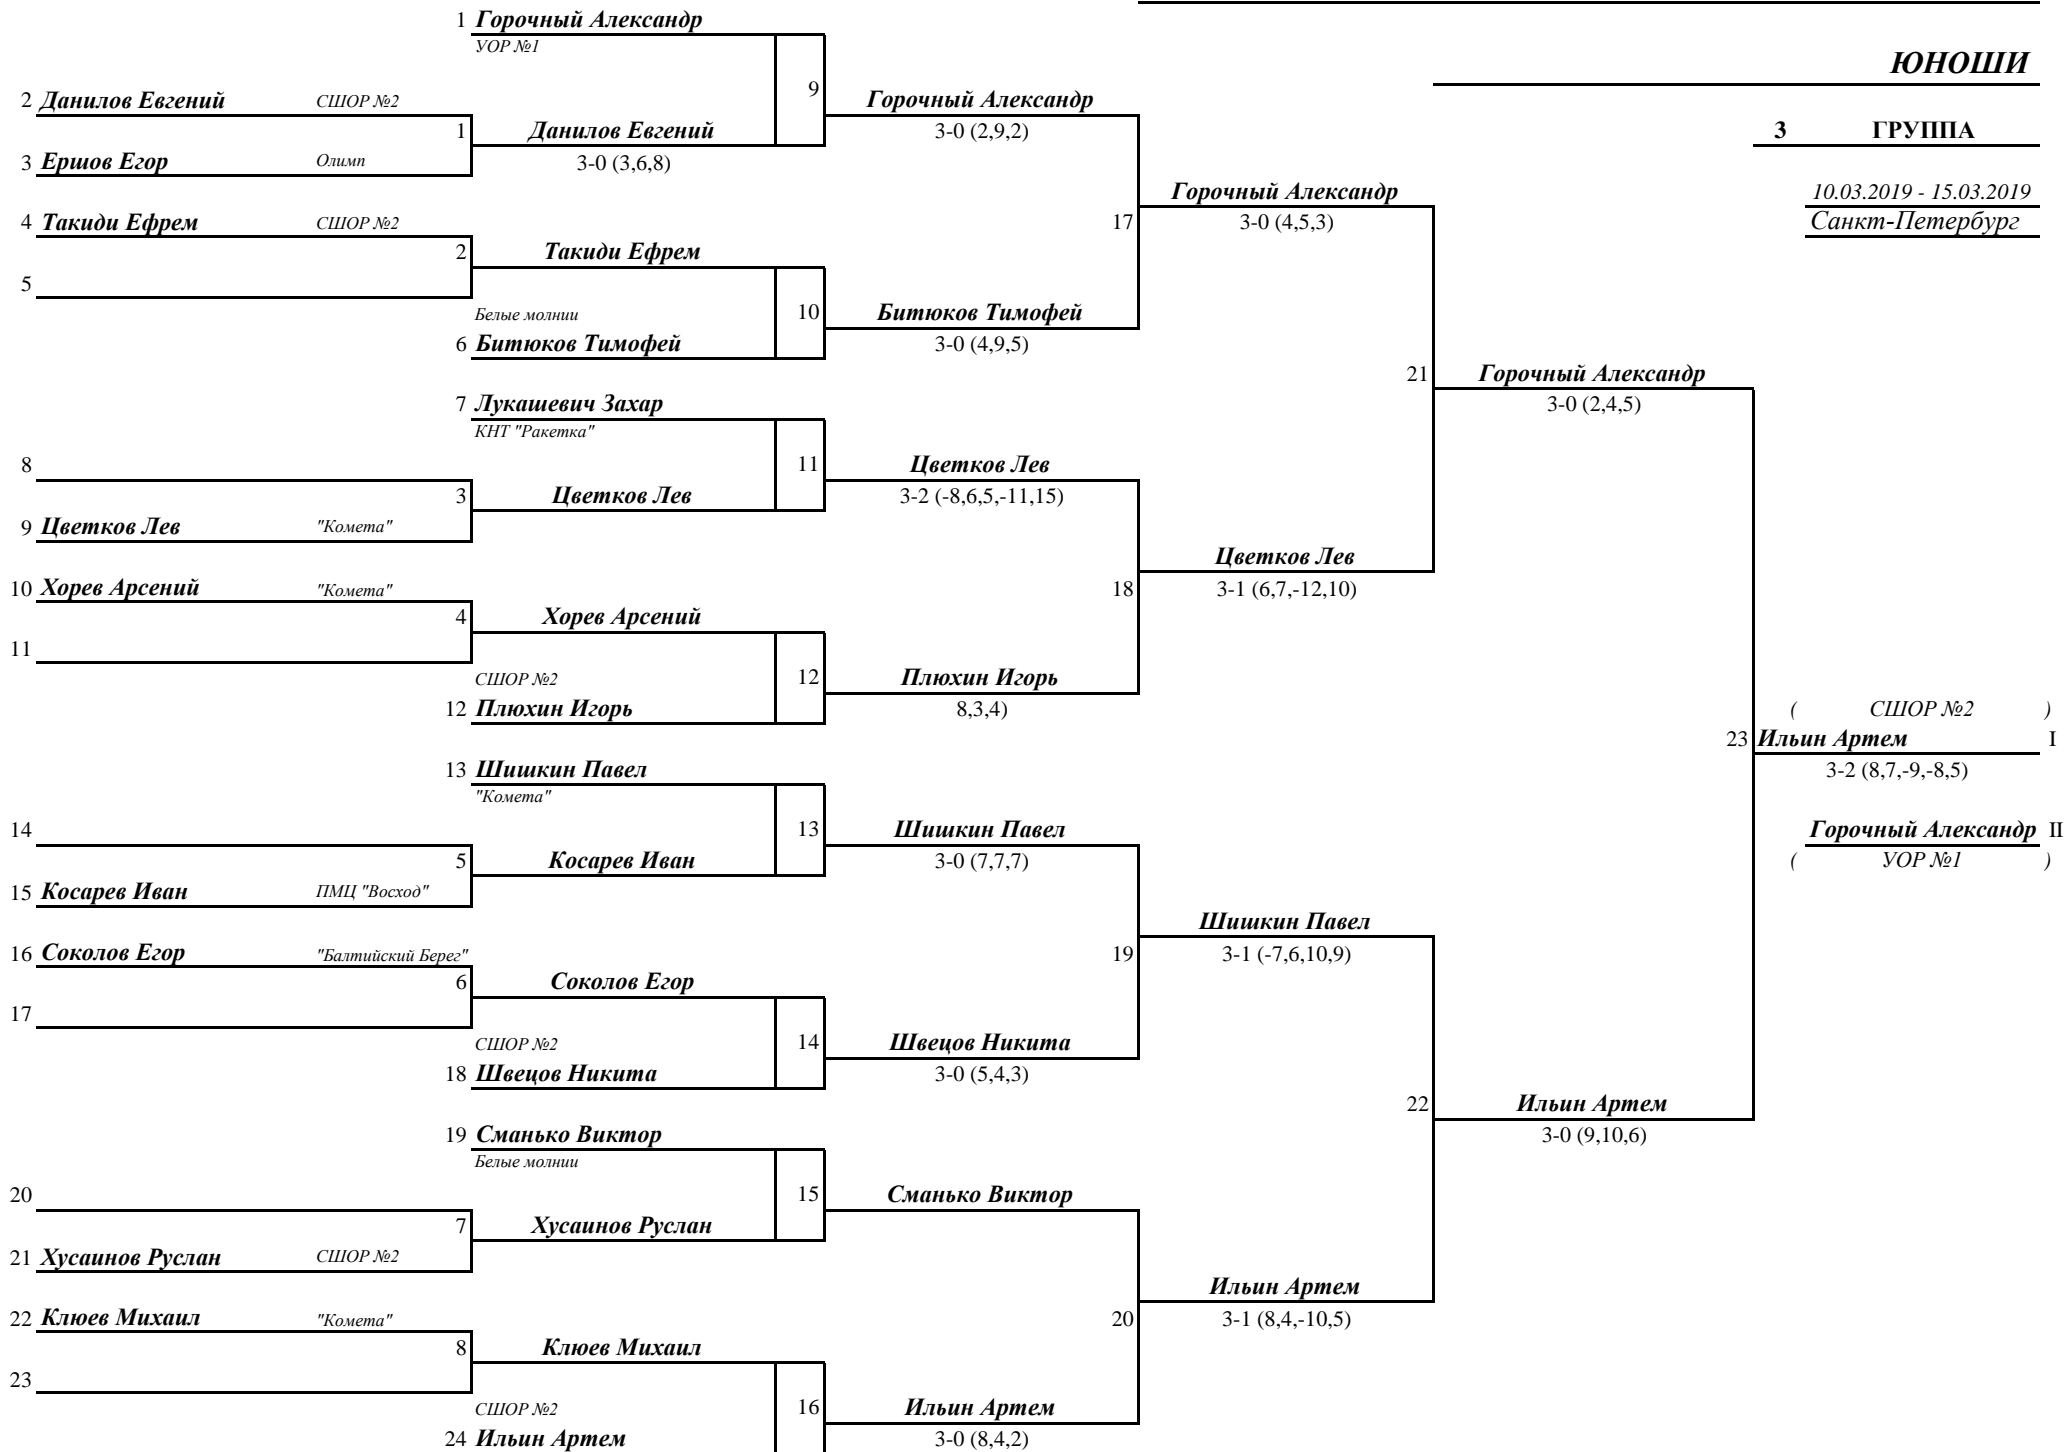 1 Горочный Александр
УОР №1
ЮНОШИ
9
2 Данилов Евгений СШОР №2
Горочный Александр
1 Данилов Евгений
3-0 (2,9,2)
3 ГРУППА
3 Ершов Егор Олимп
3-0 (3,6,8)
Горочный Александр
10.03.2019 - 15.03.2019
4 Такиди Ефрем СШОР №2
17
3-0 (4,5,3)
Санкт-Петербург
2 Такиди Ефрем
5
Белые молнии
10 Битюков Тимофей
6 Битюков Тимофей
3-0 (4,9,5)
21 Горочный Александр
7 Лукашевич Захар
3-0 (2,4,5)
КНТ "Ракетка"
8
11 Цветков Лев
3 Цветков Лев
3-2 (-8,6,5,-11,15)
9 Цветков Лев "Комета"
Цветков Лев
10 Хорев Арсений "Комета"
18
3-1 (6,7,-12,10)
4 Хорев Арсений
11
СШОР №2
12 Плюхин Игорь
12 Плюхин Игорь
8,3,4)
( СШОР №2 )
23 Ильин Артем I
13 Шишкин Павел
3-2 (8,7,-9,-8,5)
"Комета"
14
13 Шишкин Павел
Горочный Александр II
5 Косарев Иван
3-0 (7,7,7)
( УОР №1 )
15 Косарев Иван ПМЦ "Восход"
Шишкин Павел
16 Соколов Егор "Балтийский Берег"
19
3-1 (-7,6,10,9)
6 Соколов Егор
17
СШОР №2
14 Швецов Никита
18 Швецов Никита
3-0 (5,4,3)
22 Ильин Артем
19 Сманько Виктор
3-0 (9,10,6)
Белые молнии
20
15 Сманько Виктор
7 Хусаинов Руслан
21 Хусаинов Руслан СШОР №2
Ильин Артем
22 Клюев Михаил "Комета"
20
3-1 (8,4,-10,5)
8 Клюев Михаил
23
СШОР №2
16 Ильин Артем
24 Ильин Артем
3-0 (8,4,2)